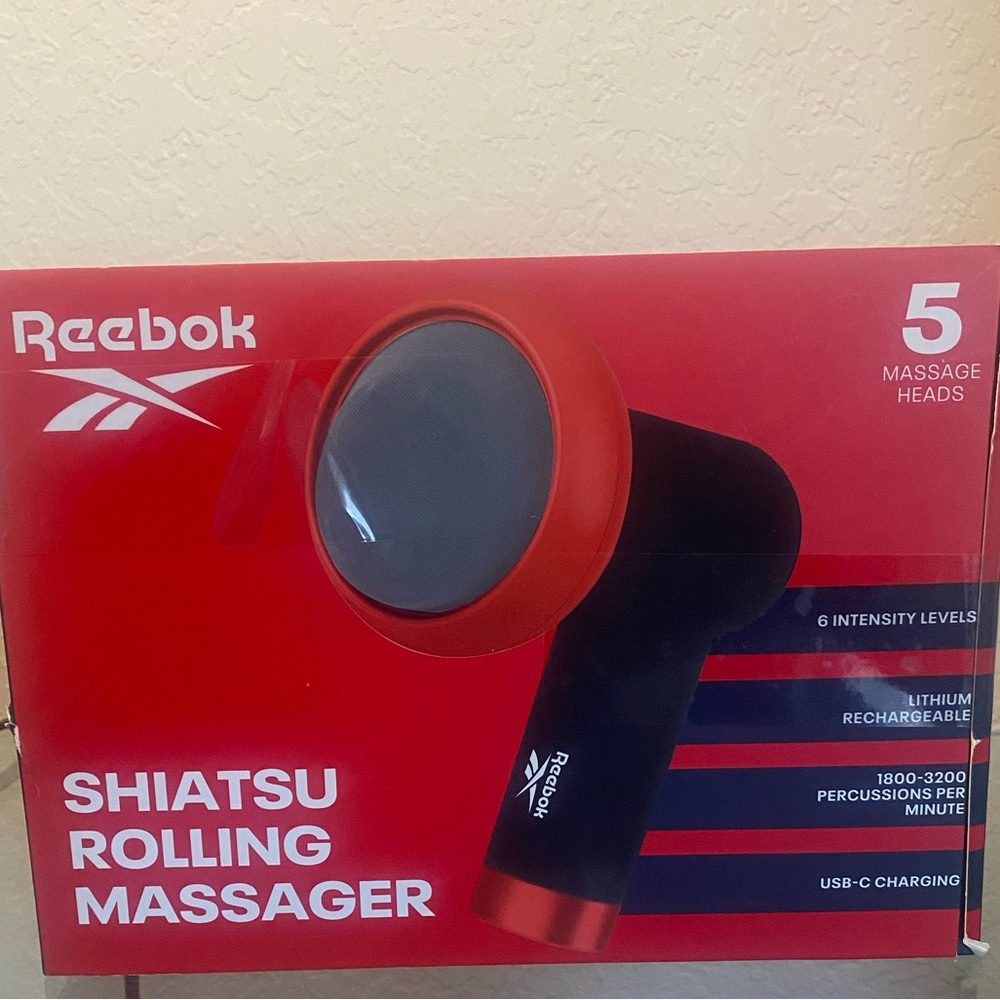 Reebok
5
MASSAGE
HEADS
6 INTENSITY LEVELS
LITHIUM
RECHARGEABLE
1800-3200
PERCUSSIONS PER
MINUTE
USB-C CHARGING
Reebok
SHIATSU
ROLLING
MASSAGER